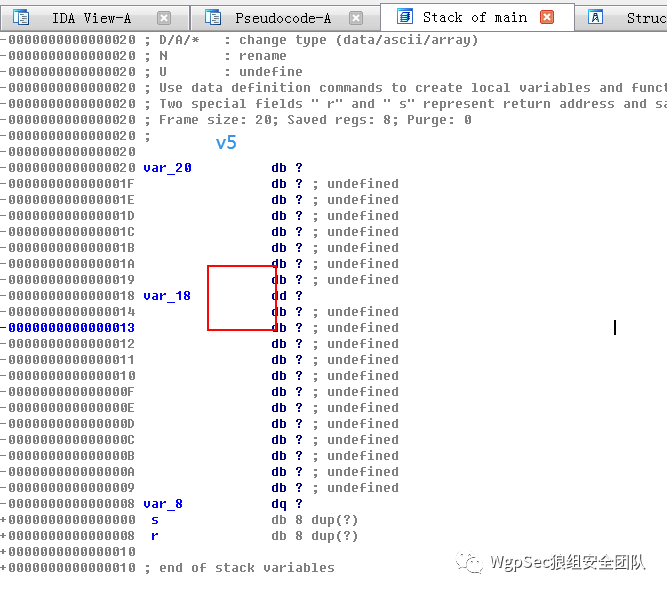 IDA View-A Pseudocode-A Stack of main Struc
-0000000000000020 ; D/A/* : change type (data/ascii/array)
-0000000000000020 ; N : rename
-0000000000000020 ; U : undefine
-0000000000000020 ; Use data definition commands to create local variables and funct
-0000000000000020 ; Two special fields " r" and " s" represent return address and sa
-0000000000000020 ; Frame size: 20; Saved regs: 8; Purge: 0
-0000000000000020 ;
v5
-0000000000000020
-0000000000000020 var_20 db ?
-000000000000001F db ? ; undefined
-000000000000001E db ? ; undefined
-000000000000001D db ? ; undefined
-000000000000001C db ? ; undefined
-000000000000001B db ? ; undefined
-000000000000001A db ? ; undefined
-0000000000000019 db ? ; undefined
-0000000000000018 var_18 dd ?
-0000000000000014 db ? ; undefined
-0000000000000013 db ? ; undefined
-0000000000000012 db ? ; undefined
-0000000000000011 db ? ; undefined
-0000000000000010 db ? ; undefined
-000000000000000F db ? ; undefined
-000000000000000E db ? ; undefined
-000000000000000D db ? ; undefined
-000000000000000C db ? ; undefined
-000000000000000B db ? ; undefined
-000000000000000A db ? ; undefined
-0000000000000009 db ? ; undefined
-0000000000000008 var_8 dq ?
+0000000000000000 s db 8 dup(?)
+0000000000000008 r db 8 dup(?)
+0000000000000010
+0000000000000010 ; end of stack variables
WgpSec狼组安全团队